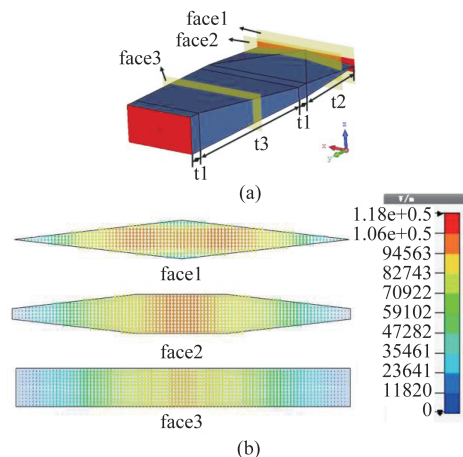 face1
face2
face3
t1
t2
t3
t1
z
x
y
(a)
V/m
1.18e+0.5
1.06e+0.5
94563
82743
70922
59102
47282
35461
23641
11820
0
face1
face2
face3
(b)